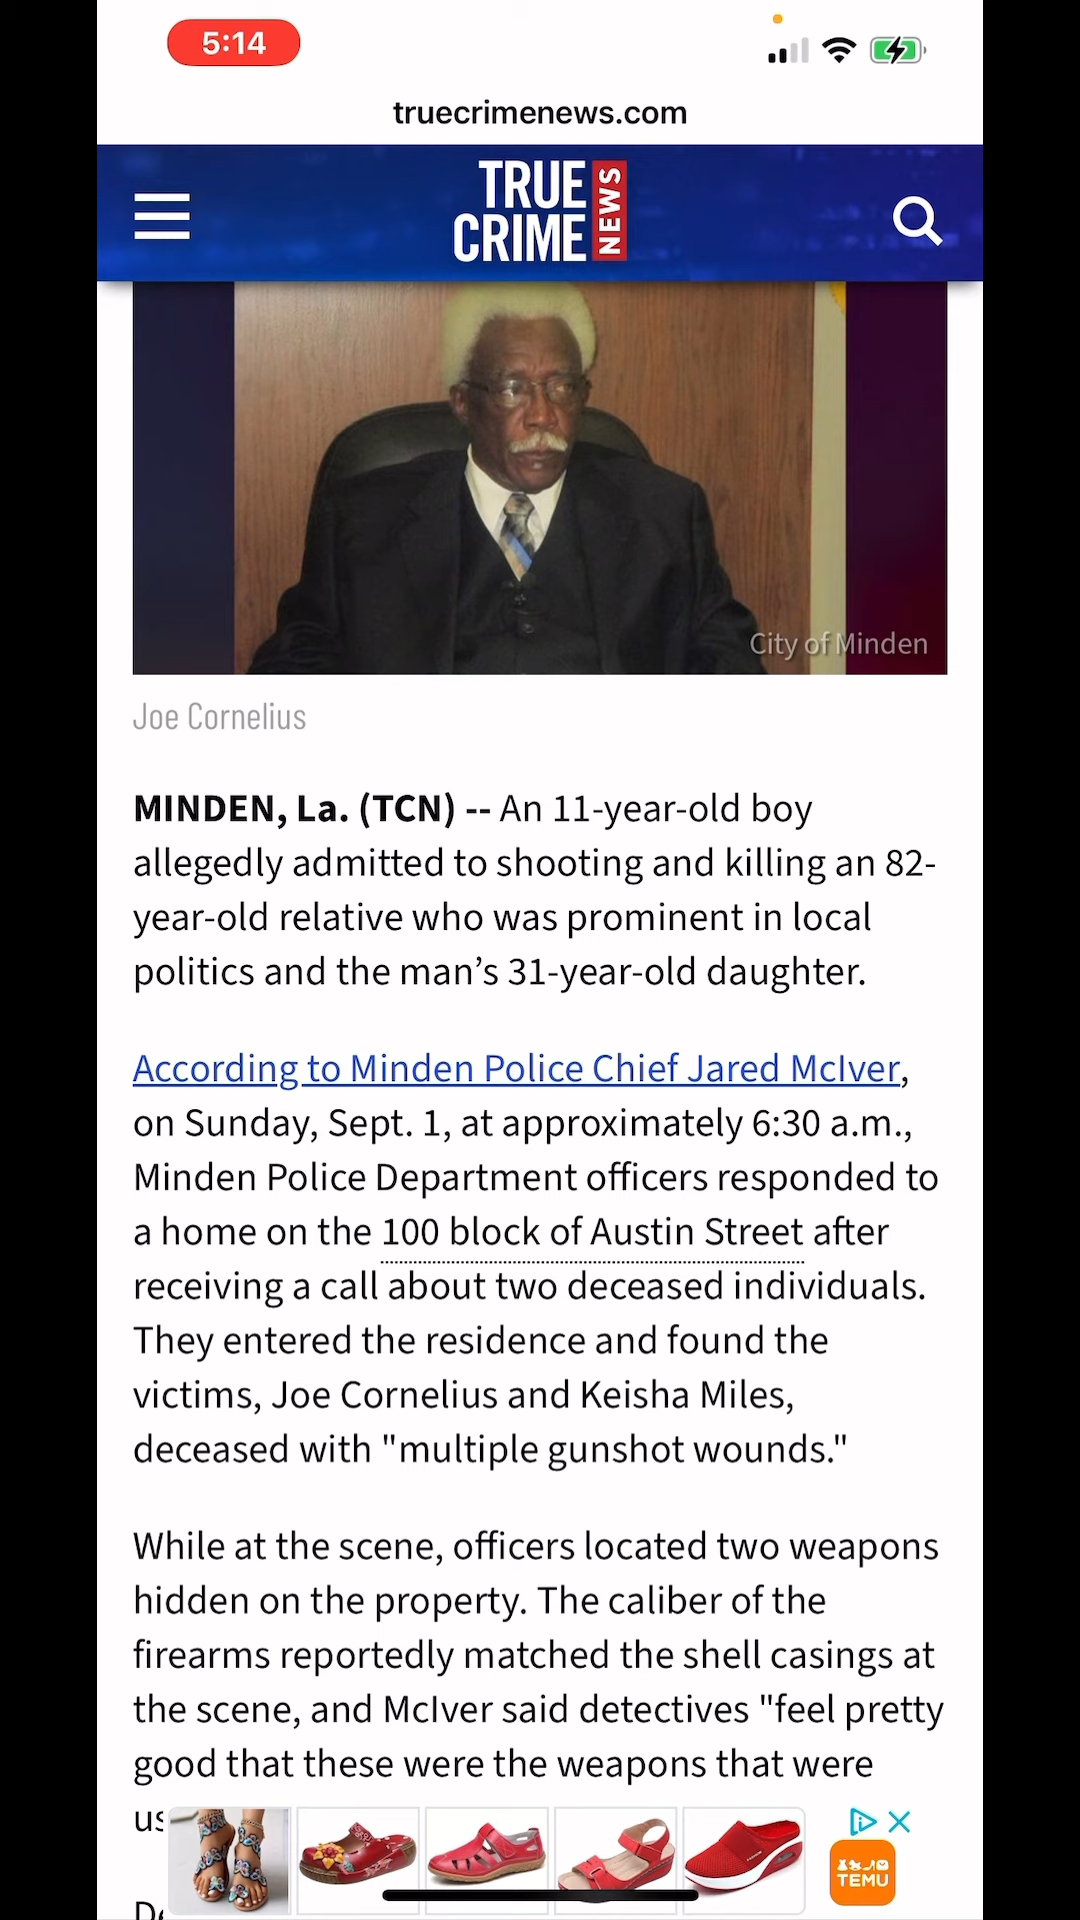 5:14
truecrimenews.com
TRUE
CRIME
NEWS
City of Minden
Joe Cornelius
MINDEN, La. (TCN) -- An 11-year-old boy
allegedly admitted to shooting and killing an 82-
year-old relative who was prominent in local
politics and the man’s 31-year-old daughter.
According to Minden Police Chief Jared McIver,
on Sunday, Sept. 1, at approximately 6:30 a.m.,
Minden Police Department officers responded to
a home on the 100 block of Austin Street after
receiving a call about two deceased individuals.
They entered the residence and found the
victims, Joe Cornelius and Keisha Miles,
deceased with "multiple gunshot wounds."
While at the scene, officers located two weapons
hidden on the property. The caliber of the
firearms reportedly matched the shell casings at
the scene, and McIver said detectives "feel pretty
good that these were the weapons that were
TEMU